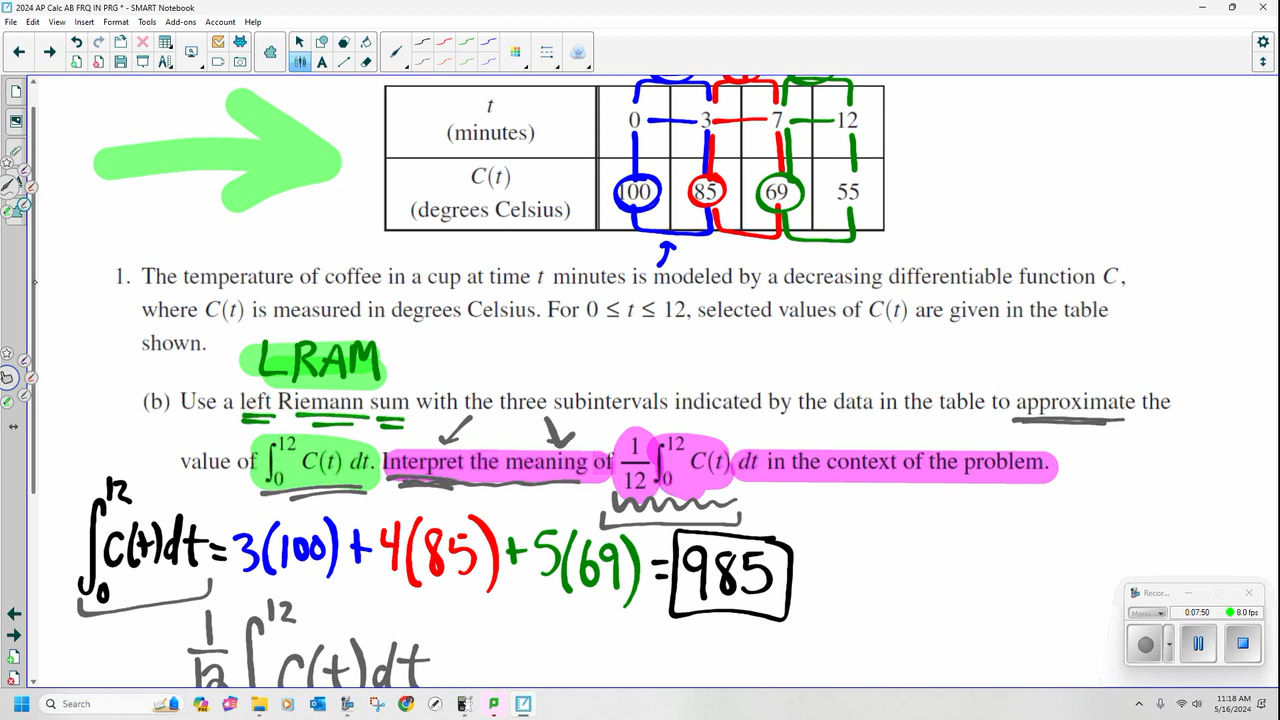 2024 AP Calc AB FRQ IN PRG * - SMART Notebook
File Edit View Insert Format Tools Add-ons Account Help
t (minutes) 0 3 7 12
C(t) (degrees Celsius) 100 85 69 55
1. The temperature of coffee in a cup at time t minutes is modeled by a decreasing differentiable function C,
where C(t) is measured in degrees Celsius. For 0 ≤ t ≤ 12, selected values of C(t) are given in the table
shown.
LRAM
(b) Use a left Riemann sum with the three subintervals indicated by the data in the table to approximate the
value of ∫₀¹² C(t) dt. Interpret the meaning of 1/12 ∫₀¹² C(t) dt in the context of the problem.
∫₀¹² C(t)dt = 3(100) + 4(85) + 5(69) = 985
1/12 ∫ ¹² C(t)dt
Recor...
Menu
0:07:50 8.0 fps
Search
11:18 AM
5/16/2024